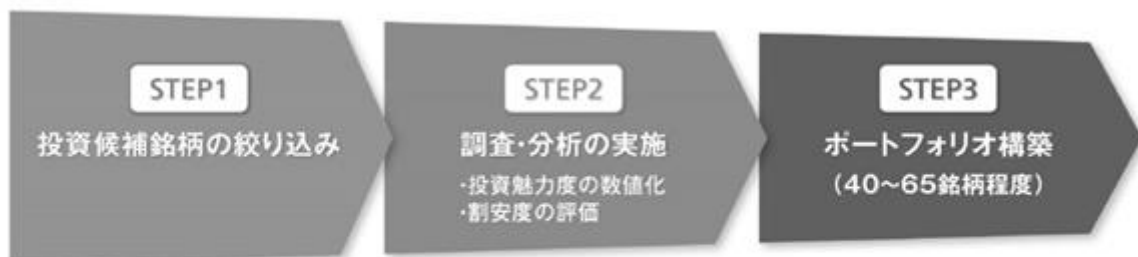 STEP1
投資候補銘柄の絞り込み
STEP2
調査・分析の実施
・投資魅力度の数値化
・割安度の評価
STEP3
ポートフォリオ構築
(40〜65銘柄程度)